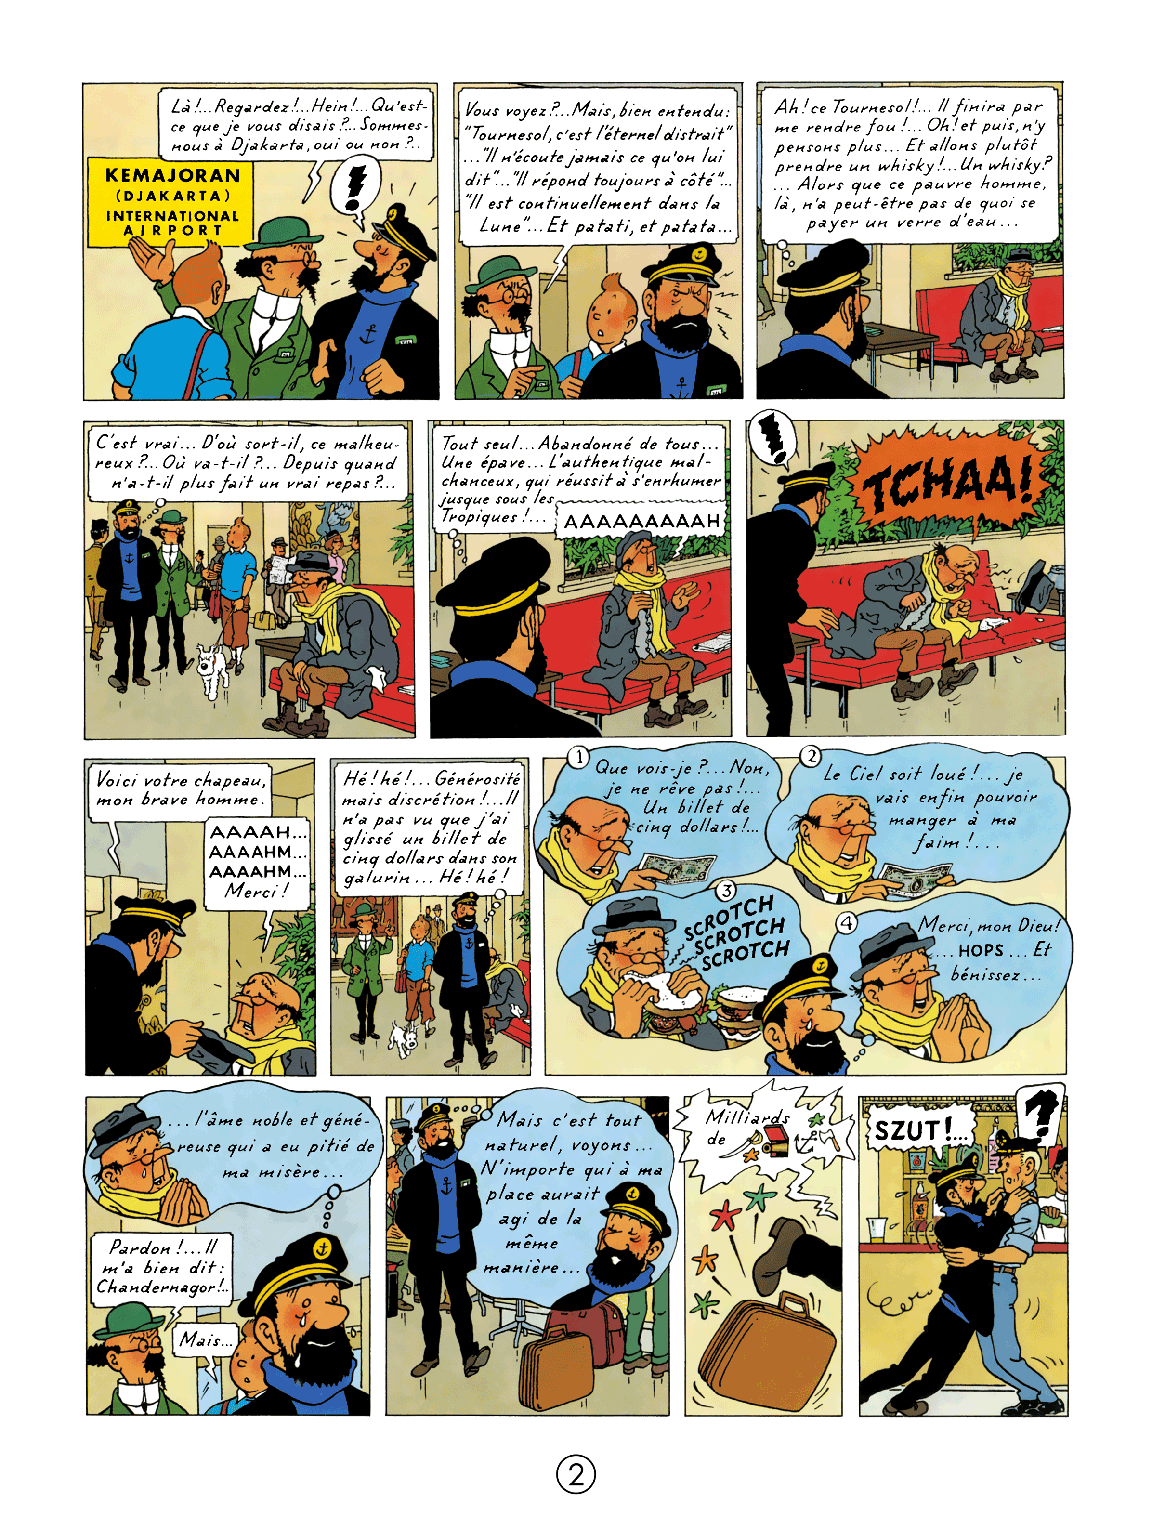 Là!... Regardez!... Hein!... Qu'est-
ce que je vous disais?... Sommes-
nous à Djakarta, oui ou non?..
KEMAJORAN
(DJAKARTA)
INTERNATIONAL
AIRPORT
!
Vous voyez?... Mais, bien entendu:
"Tournesol, c'est l'éternel distrait"
..."Il n'écoute jamais ce qu'on lui
dit"..."Il répond toujours à côté"...
"Il est continuellement dans la
Lune"... Et patati, et patata...
Ah! ce Tournesol!... Il finira par
me rendre fou!... Oh! et puis, n'y
pensons plus... Et allons plutôt
prendre un whisky!... Un whisky?
... Alors que ce pauvre homme,
là, n'a peut-être pas de quoi se
payer un verre d'eau...
C'est vrai... D'où sort-il, ce malheu-
reux?... Où va-t-il?... Depuis quand
n'a-t-il plus fait un vrai repas?...
Tout seul... Abandonné de tous...
Une épave... L'authentique mal-
chanceux, qui réussit à s'enrhumer
jusque sous les
Tropiques!...
AAAAAAAAAH
!
TCHAA!
Voici votre chapeau,
mon brave homme.
AAAAH...
AAAAHM...
AAAAHM...
Merci!
Hé! hé!... Générosité
mais discrétion!... Il
n'a pas vu que j'ai
glissé un billet de
cinq dollars dans son
galurin... Hé! hé!
1
Que vois-je?... Non,
je ne rêve pas!...
Un billet de
cinq dollars!...
2
Le Ciel soit loué!... je
vais enfin pouvoir
manger à ma
faim!...
3
SCROTCH
SCROTCH
SCROTCH
4
Merci, mon Dieu!
... HOPS... Et
bénissez...
... l'âme noble et géné-
reuse qui a eu pitié de
ma misère...
Pardon!... Il
m'a bien dit:
Chandernagor!..
Mais...
Mais c'est tout
naturel, voyons...
N'importe qui à ma
place aurait
agi de la
même
manière...
Milliards
de
SZUT!...
?
2